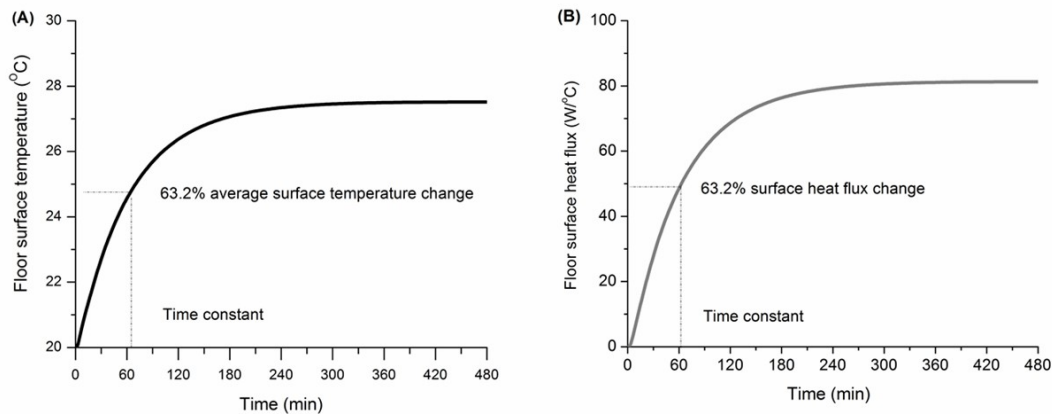 (A)
30
28
26
24
22
20
Floor surface temperature (°C)
63.2% average surface temperature change
Time constant
0 60 120 180 240 300 360 420 480
Time (min)
(B)
100
80
60
40
20
0
Floor surface heat flux (W/°C)
63.2% surface heat flux change
Time constant
0 60 120 180 240 300 360 420 480
Time (min)